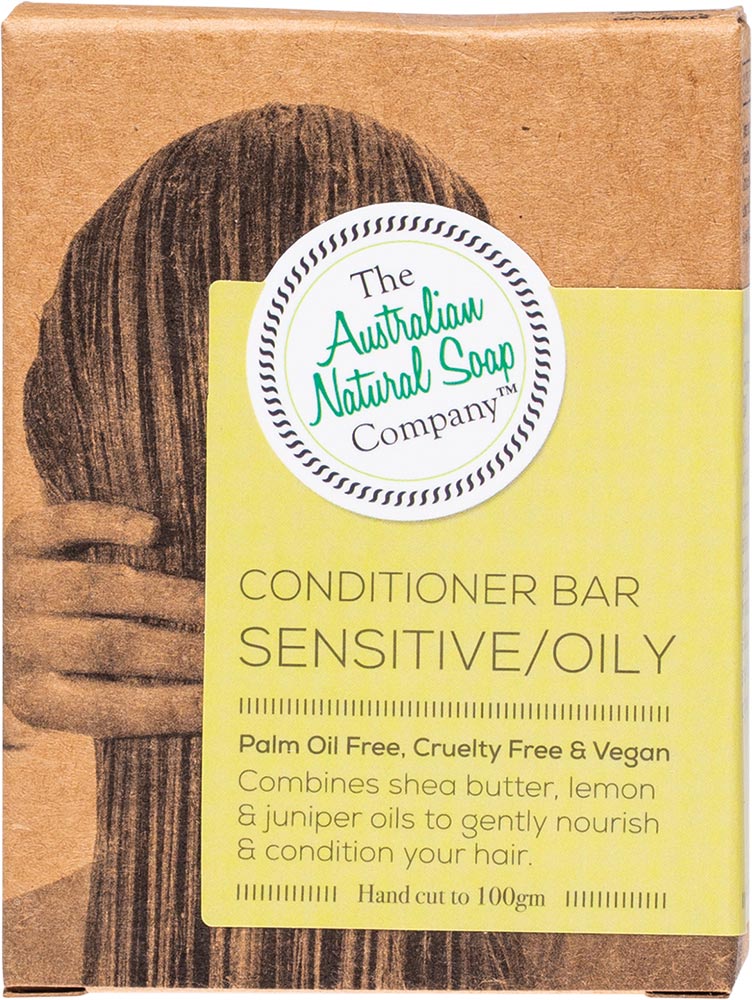 The
Australian
Natural Soap
Company™
CONDITIONER BAR
SENSITIVE/OILY
Palm Oil Free, Cruelty Free & Vegan
Combines shea butter, lemon
& juniper oils to gently nourish
& condition your hair.
Hand cut to 100gm